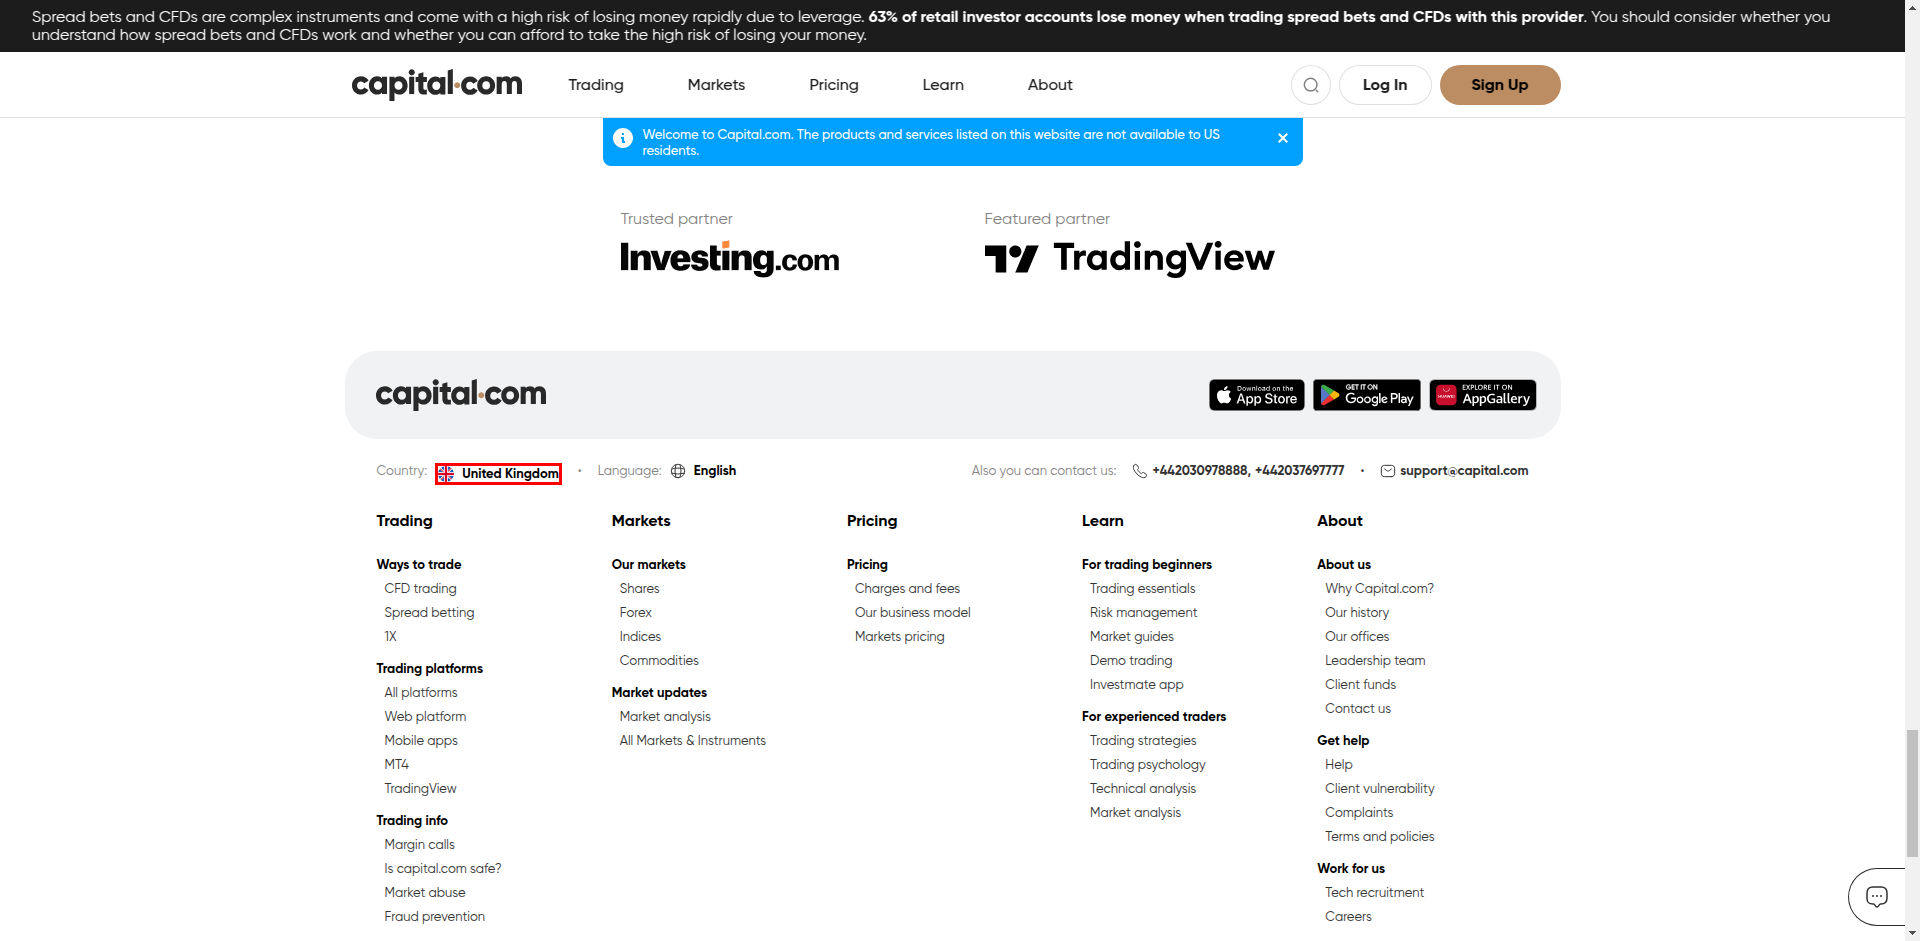 Spread bets and CFDs are complex instruments and come with a high risk of losing money rapidly due to leverage. 63% of retail investor accounts lose money when trading spread bets and CFDs with this provider. You should consider whether you
understand how spread bets and CFDs work and whether you can afford to take the high risk of losing your money.
capital.com Trading Markets Pricing Learn About Log In Sign Up
Welcome to Capital.com. The products and services listed on this website are not available to US
residents.
Trusted partner Featured partner
Investing.com TradingView
capital.com
Download on the App Store
GET IT ON Google Play
EXPLORE IT ON AppGallery
HUAWEI
Country: United Kingdom • Language: English Also you can contact us: +442030978888, +442037697777 • support@capital.com
Trading
Ways to trade
CFD trading
Spread betting
1X
Trading platforms
All platforms
Web platform
Mobile apps
MT4
TradingView
Trading info
Margin calls
Is capital.com safe?
Market abuse
Fraud prevention
Markets
Our markets
Shares
Forex
Indices
Commodities
Market updates
Market analysis
All Markets & Instruments
Pricing
Pricing
Charges and fees
Our business model
Markets pricing
Learn
For trading beginners
Trading essentials
Risk management
Market guides
Demo trading
Investmate app
For experienced traders
Trading strategies
Trading psychology
Technical analysis
Market analysis
About
About us
Why Capital.com?
Our history
Our offices
Leadership team
Client funds
Contact us
Get help
Help
Client vulnerability
Complaints
Terms and policies
Work for us
Tech recruitment
Careers